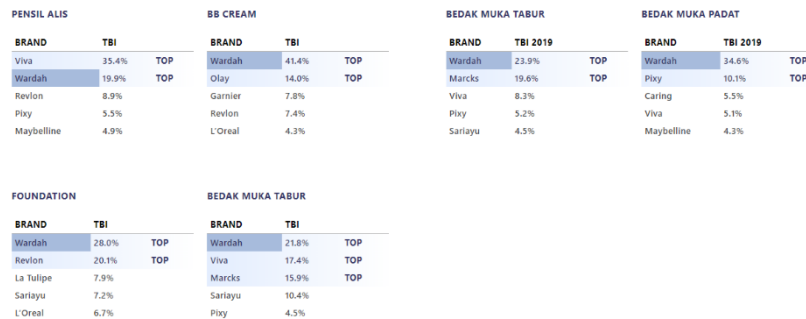 PENSIL ALIS
BRAND TBI
Viva 35.4% TOP
Wardah 19.9% TOP
Revlon 8.9%
Pixy 5.5%
Maybelline 4.9%
BB CREAM
BRAND TBI
Wardah 41.4% TOP
Olay 14.0% TOP
Garnier 7.8%
Revlon 7.4%
L'Oreal 4.3%
BEDAK MUKA TABUR
BRAND TBI 2019
Wardah 23.9% TOP
Marcks 19.6% TOP
Viva 8.3%
Pixy 5.2%
Sariayu 4.5%
BEDAK MUKA PADAT
BRAND TBI 2019
Wardah 34.6% TOP
Pixy 10.1% TOP
Caring 5.5%
Viva 5.1%
Maybelline 4.3%
FOUNDATION
BRAND TBI
Wardah 28.0% TOP
Revlon 20.1% TOP
La Tulipe 7.9%
Sariayu 7.2%
L'Oreal 6.7%
BEDAK MUKA TABUR
BRAND TBI
Wardah 21.8% TOP
Viva 17.4% TOP
Marcks 15.9% TOP
Sariayu 10.4%
Pixy 4.5%